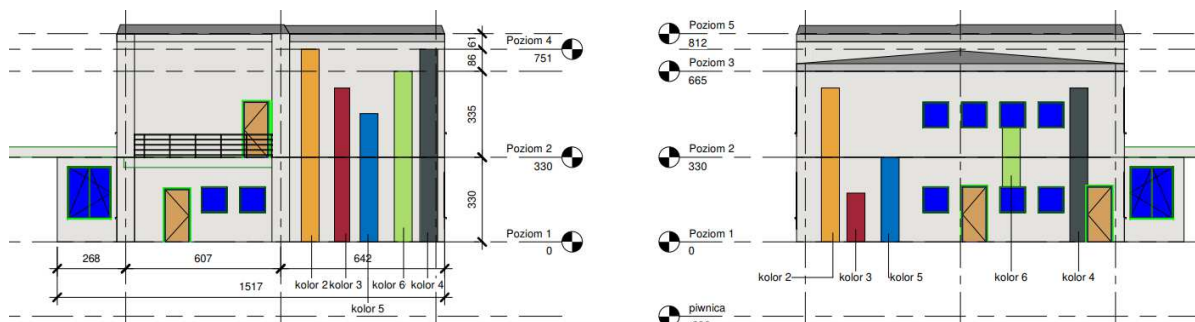 61
Poziom 4
751
86
335
Poziom 2
330
330
Poziom 1
0
268
607
642
kolor 2
kolor 3
kolor 6
kolor 4
1517
kolor 5
Poziom 5
812
Poziom 3
665
Poziom 2
330
Poziom 1
0
kolor 2
kolor 3
kolor 5
kolor 6
kolor 4
piwnica